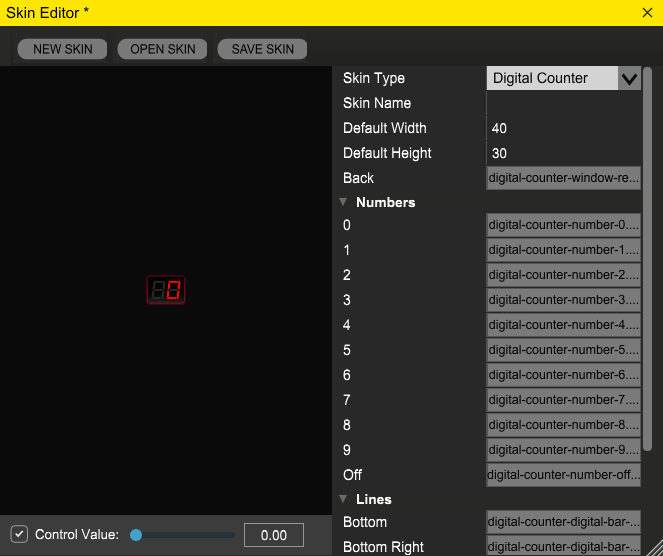 Skin Editor *
NEW SKIN OPEN SKIN SAVE SKIN
Skin Type Digital Counter
Skin Name
Default Width 40
Default Height 30
Back digital-counter-window-re...
Numbers
0 digital-counter-number-0....
1 digital-counter-number-1....
2 digital-counter-number-2....
3 digital-counter-number-3....
4 digital-counter-number-4....
5 digital-counter-number-5....
6 digital-counter-number-6....
7 digital-counter-number-7....
8 digital-counter-number-8....
9 digital-counter-number-9....
Off digital-counter-number-off...
Lines
Bottom digital-counter-digital-bar-...
Bottom Right digital-counter-digital-bar-...
0
Control Value: 0.00